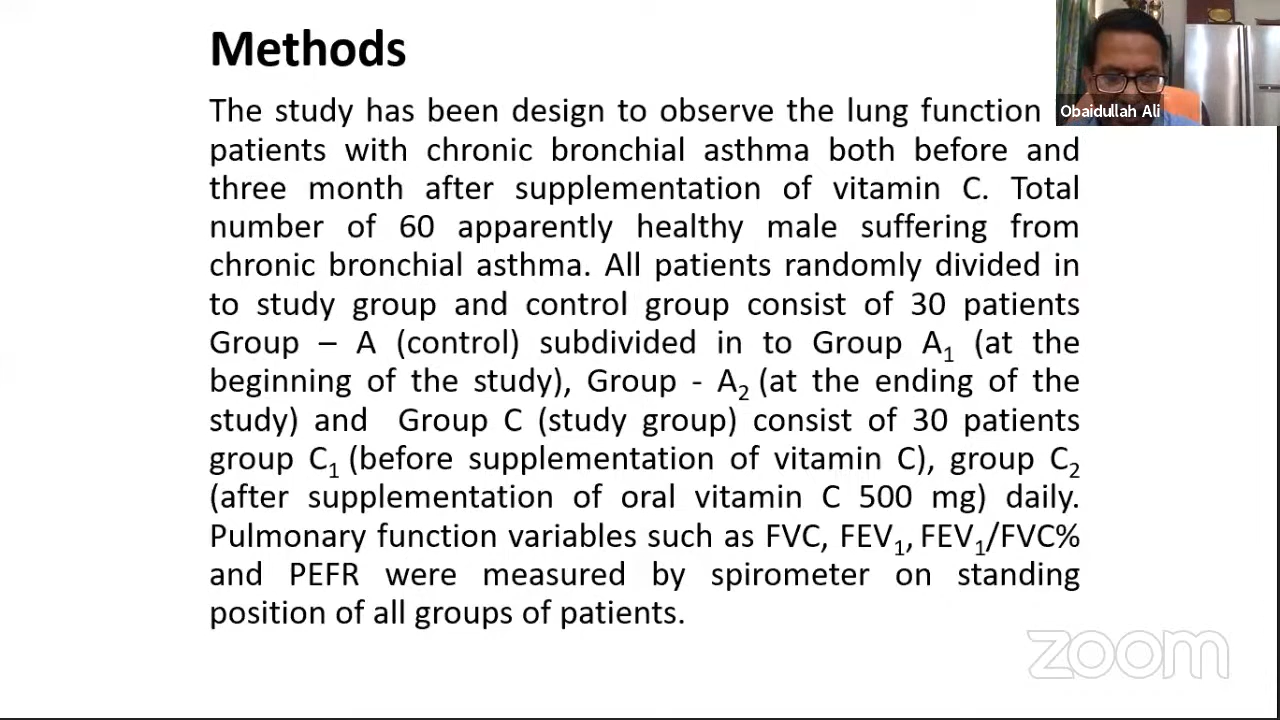 Methods
The study has been design to observe the lung function
patients with chronic bronchial asthma both before and
three month after supplementation of vitamin C. Total
number of 60 apparently healthy male suffering from
chronic bronchial asthma. All patients randomly divided in
to study group and control group consist of 30 patients
Group – A (control) subdivided in to Group A₁ (at the
beginning of the study), Group - A₂ (at the ending of the
study) and Group C (study group) consist of 30 patients
group C₁ (before supplementation of vitamin C), group C₂
(after supplementation of oral vitamin C 500 mg) daily.
Pulmonary function variables such as FVC, FEV₁, FEV₁/FVC%
and PEFR were measured by spirometer on standing
position of all groups of patients.
Obaidullah Ali
zoom